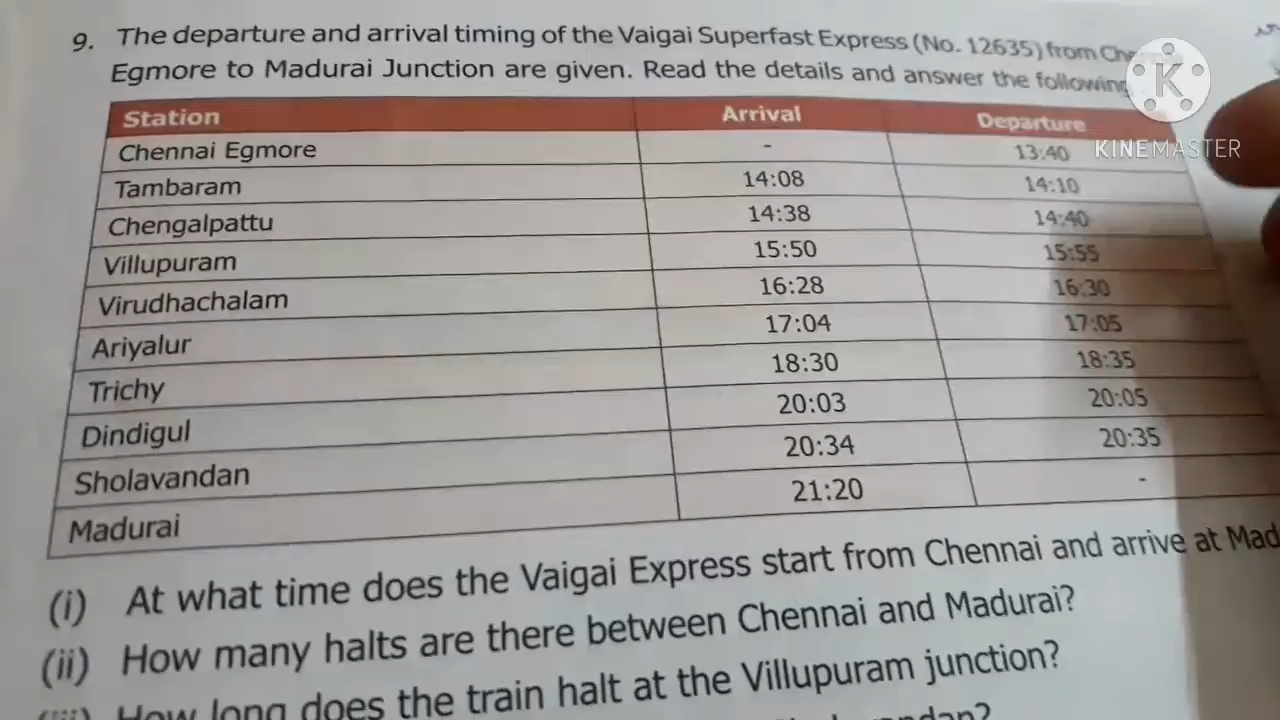 9. The departure and arrival timing of the Vaigai Superfast Express (No. 12635) from
Egmore to Madurai Junction are given. Read the details and answer the following
Station Arrival Departure
Chennai Egmore - 13:40
Tambaram 14:08 14:10
Chengalpattu 14:38 14:40
Villupuram 15:50 15:55
Virudhachalam 16:28 16:30
Ariyalur 17:04 17:05
Trichy 18:30 18:35
Dindigul 20:03 20:05
Sholavandan 20:34 20:35
Madurai 21:20 -
(i) At what time does the Vaigai Express start from Chennai and arrive at Mad
(ii) How many halts are there between Chennai and Madurai?
(iii) How long does the train halt at the Villupuram junction?
K
KINEMASTER